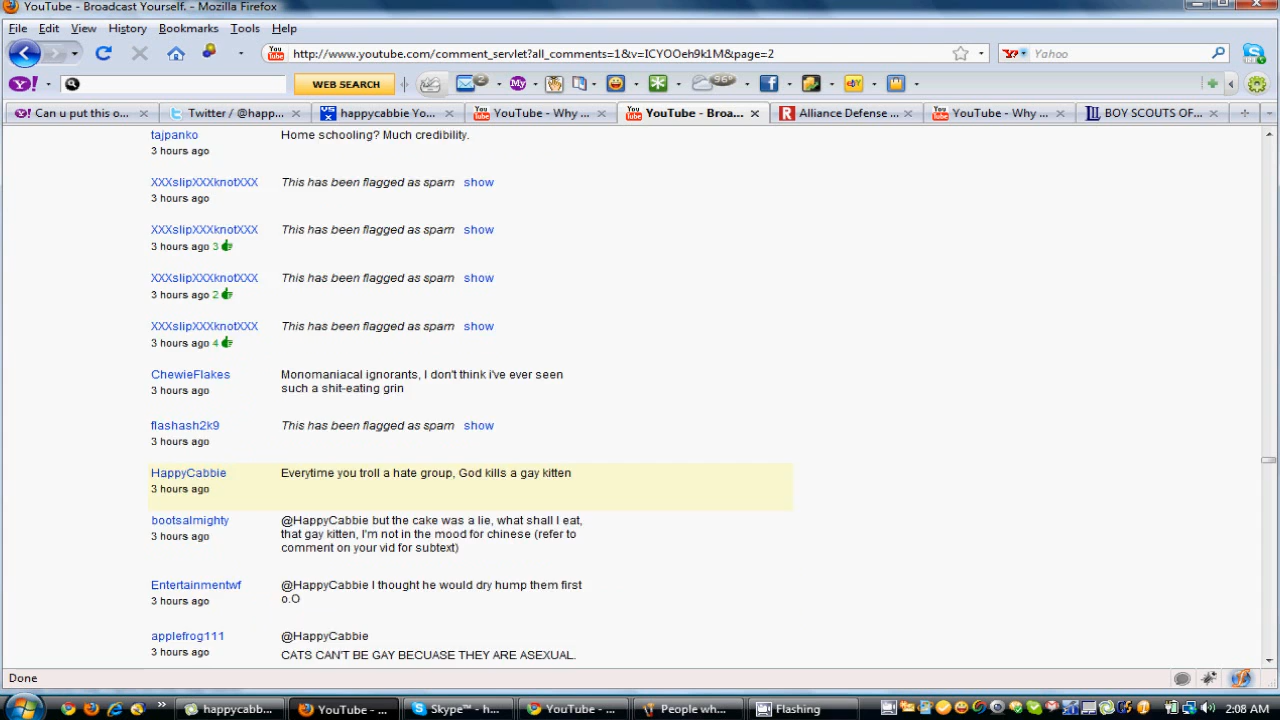 YouTube - Broadcast Yourself. - Mozilla Firefox
File Edit View History Bookmarks Tools Help
You Tube http://www.youtube.com/comment_servlet?all_comments=1&v=ICYOOeh9k1M&page=2 Yahoo
Y! WEB SEARCH 2 My 96°
Can u put this o... Twitter / @happ... happycabbie Yo... YouTube - Why ... YouTube - Broa... Alliance Defense ... YouTube - Why ... BOY SCOUTS OF...
tajpanko Home schooling? Much credibility.
3 hours ago
XXXslipXXXknotXXX This has been flagged as spam show
3 hours ago
XXXslipXXXknotXXX This has been flagged as spam show
3 hours ago 3
XXXslipXXXknotXXX This has been flagged as spam show
3 hours ago 2
XXXslipXXXknotXXX This has been flagged as spam show
3 hours ago 4
ChewieFlakes Monomaniacal ignorants, I don't think i've ever seen
3 hours ago such a shit-eating grin
flashash2k9 This has been flagged as spam show
3 hours ago
HappyCabbie Everytime you troll a hate group, God kills a gay kitten
3 hours ago
bootsalmighty @HappyCabbie but the cake was a lie, what shall I eat,
3 hours ago that gay kitten, I'm not in the mood for chinese (refer to
comment on your vid for subtext)
Entertainmentwf @HappyCabbie I thought he would dry hump them first
3 hours ago o.O
applefrog111 @HappyCabbie
3 hours ago CATS CAN'T BE GAY BECUASE THEY ARE ASEXUAL.
Done
happycabb... YouTube - ... Skype™ - h... YouTube - ... People wh... Flashing 2:08 AM